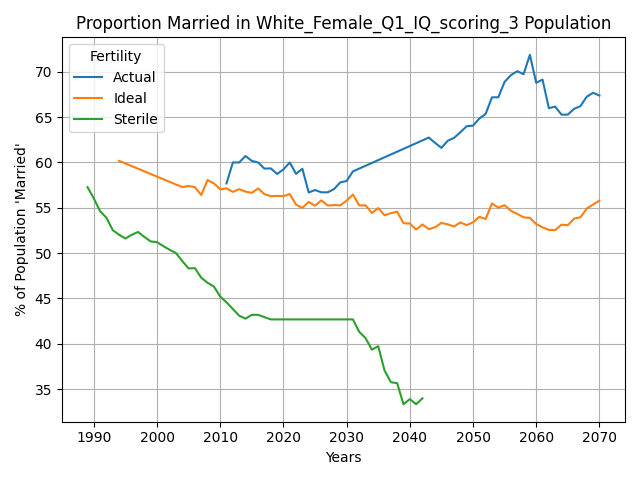 Proportion Married in White_Female_Q1_IQ_scoring_3 Population
Fertility
Actual
Ideal
Sterile
% of Population 'Married'
70
65
60
55
50
45
40
35
1990 2000 2010 2020 2030 2040 2050 2060 2070
Years